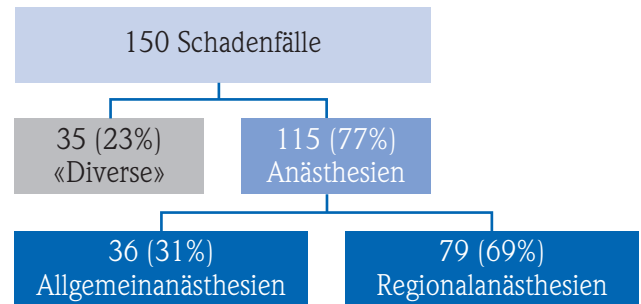 150 Schadenfälle
35 (23%)
«Diverse»
115 (77%)
Anästhesien
36 (31%)
Allgemeinanästhesien
79 (69%)
Regionalanästhesien